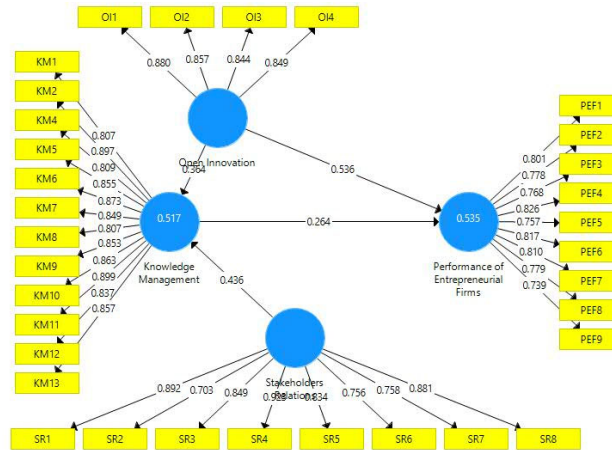 OI1 OI2 OI3 OI4
0.880 0.857 0.844 0.849
KM1
KM2
KM4
KM5
KM6
KM7
KM8
KM9
KM10
KM11
KM12
KM13
0.807
0.897
0.809
0.855
0.873
0.849
0.807
0.853
0.863
0.899
0.837
0.857
Open Innovation
0.364
0.536
0.517
Knowledge
Management
0.264
0.436
0.535
Performance of
Entrepreneurial
Firms
0.801
0.778
0.768
0.826
0.757
0.817
0.810
0.779
0.739
PEF1
PEF2
PEF3
PEF4
PEF5
PEF6
PEF7
PEF8
PEF9
Stakeholders
Relations
0.892 0.703 0.849 0.834 0.756 0.758 0.881
SR1 SR2 SR3 SR4 SR5 SR6 SR7 SR8